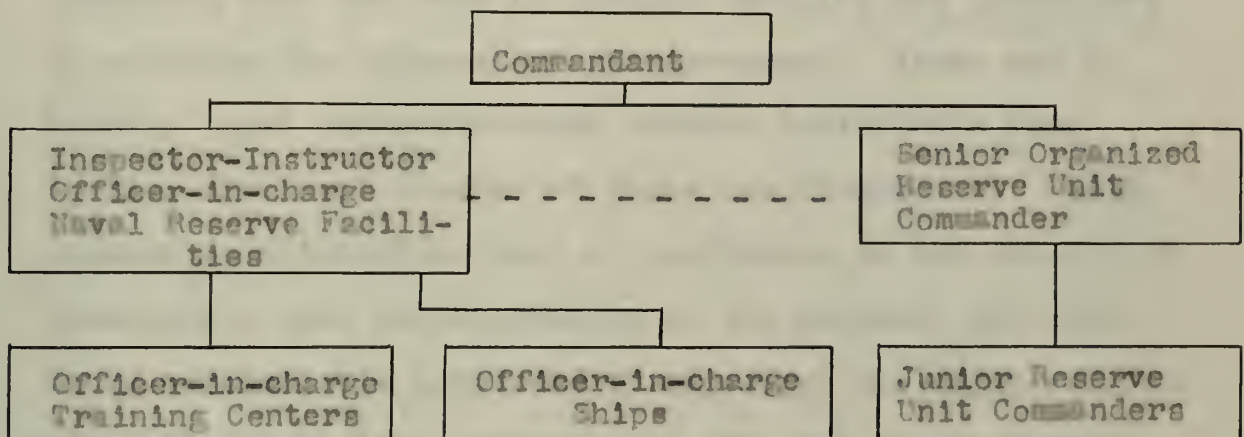 Commandant
Inspector-Instructor
Officer-in-charge
Naval Reserve Facili-
ties
Senior Organized
Reserve Unit
Commander
Officer-in-charge
Training Centers
Officer-in-charge
Ships
Junior Reserve
Unit Commanders